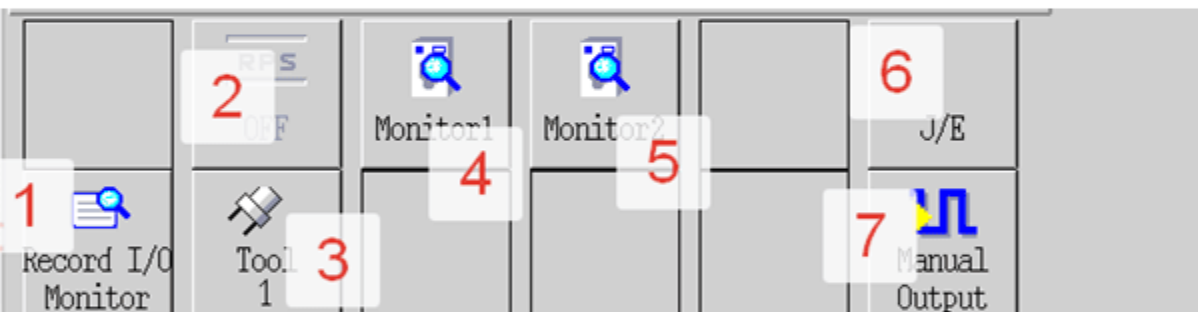 2
RPS
OFF
Monitor1
4
Monitor2
5
6
J/E
1
Record I/O
Monitor
Tool
1
3
7
Manual
Output